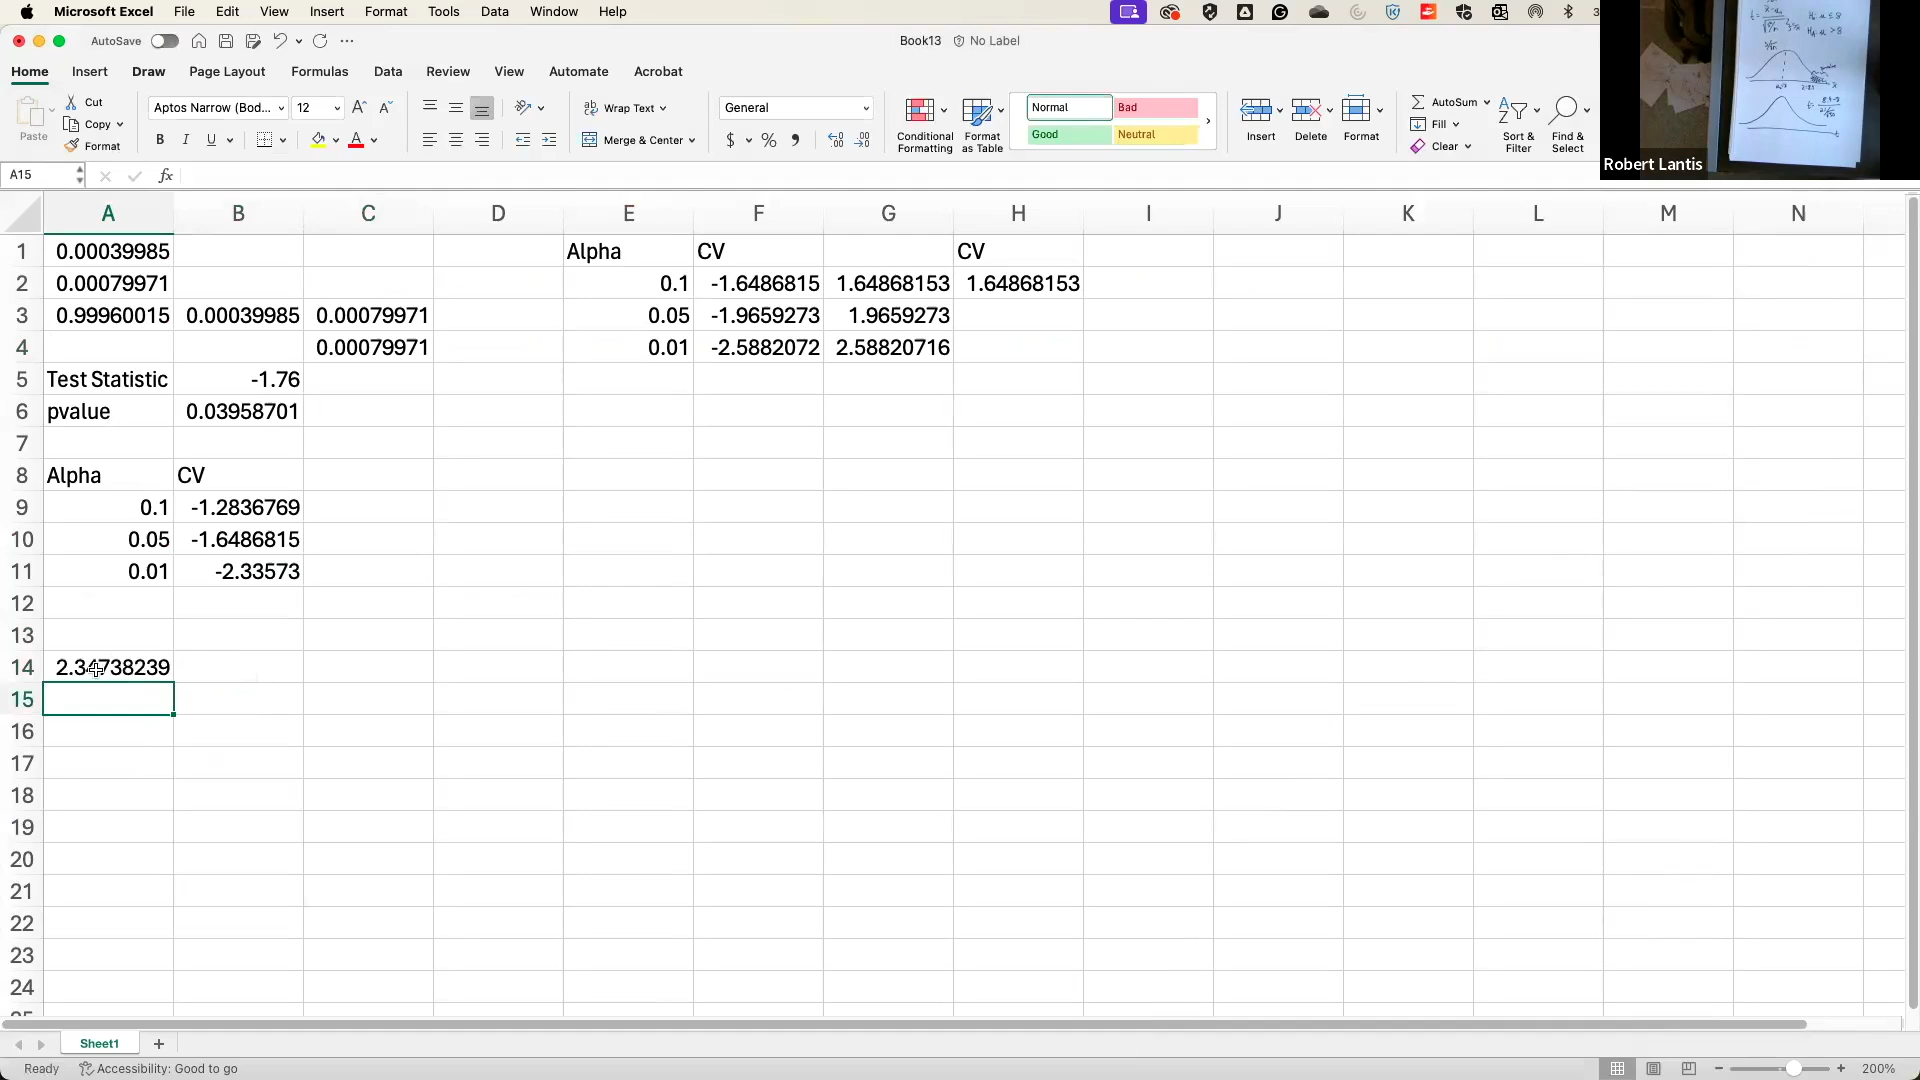 Microsoft Excel File Edit View Insert Format Tools Data Window Help
AutoSave Book13 No Label
Home Insert Draw Page Layout Formulas Data Review View Automate Acrobat
Paste Cut Copy Format
Aptos Narrow (Bod... 12
B I U
Wrap Text
Merge & Center
General
$ % ,
Conditional Formatting
Format as Table
Normal Bad
Good Neutral
Insert Delete Format
AutoSum
Fill
Clear
Sort & Filter
Find & Select
Robert Lantis
A15 fx
A B C D E F G H I J K L M N
1 0.00039985 Alpha CV CV
2 0.00079971 0.1 -1.6486815 1.64868153 1.64868153
3 0.99960015 0.00039985 0.00079971 0.05 -1.9659273 1.9659273
4 0.00079971 0.01 -2.5882072 2.58820716
5 Test Statistic -1.76
6 pvalue 0.03958701
7
8 Alpha CV
9 0.1 -1.2836769
10 0.05 -1.6486815
11 0.01 -2.33573
12
13
14 2.34738239
15
16
17
18
19
20
21
22
23
24
Sheet1 +
Ready Accessibility: Good to go 200%